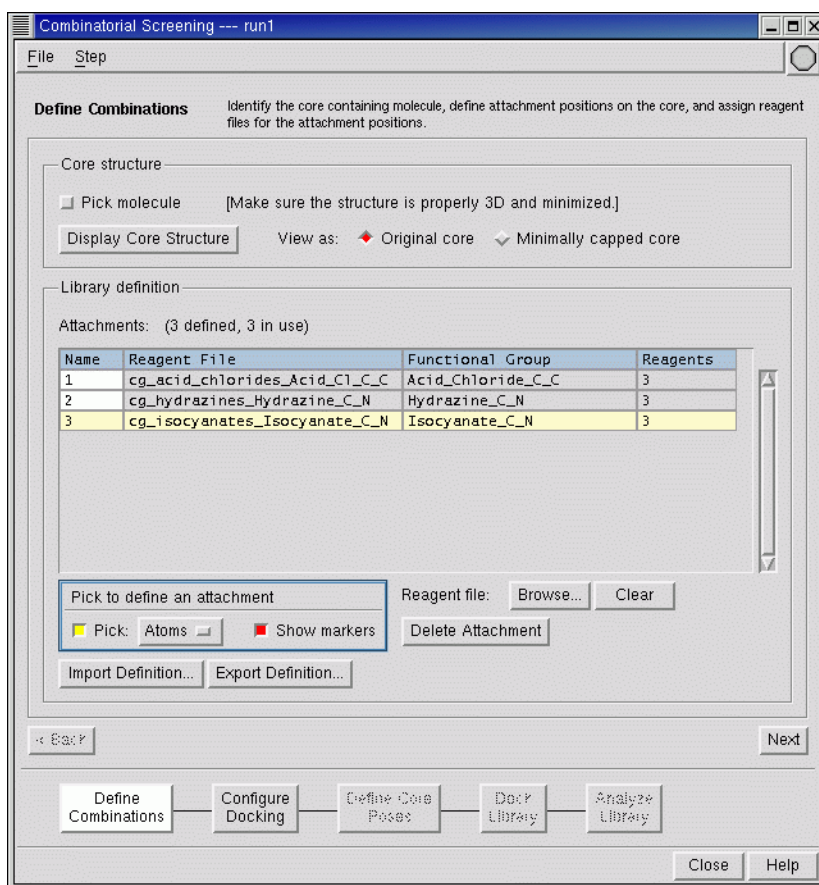 Combinatorial Screening --- run1
File Step
Define Combinations
Identify the core containing molecule, define attachment positions on the core, and assign reagent
files for the attachment positions.
Core structure
Pick molecule [Make sure the structure is properly 3D and minimized.]
Display Core Structure View as: Original core Minimally capped core
Library definition
Attachments: (3 defined, 3 in use)
Name Reagent File Functional Group Reagents
1 cg_acid_chlorides_Acid_Cl_C_C Acid_Chloride_C_C 3
2 cg_hydrazines_Hydrazine_C_N Hydrazine_C_N 3
3 cg_isocyanates_Isocyanate_C_N Isocyanate_C_N 3
Pick to define an attachment
Reagent file: Browse... Clear
Pick: Atoms Show markers
Delete Attachment
Import Definition... Export Definition...
< Back Next
Define
Combinations
Configure
Docking
Define Core
Poses
Dock
Library
Analyze
Library
Close Help